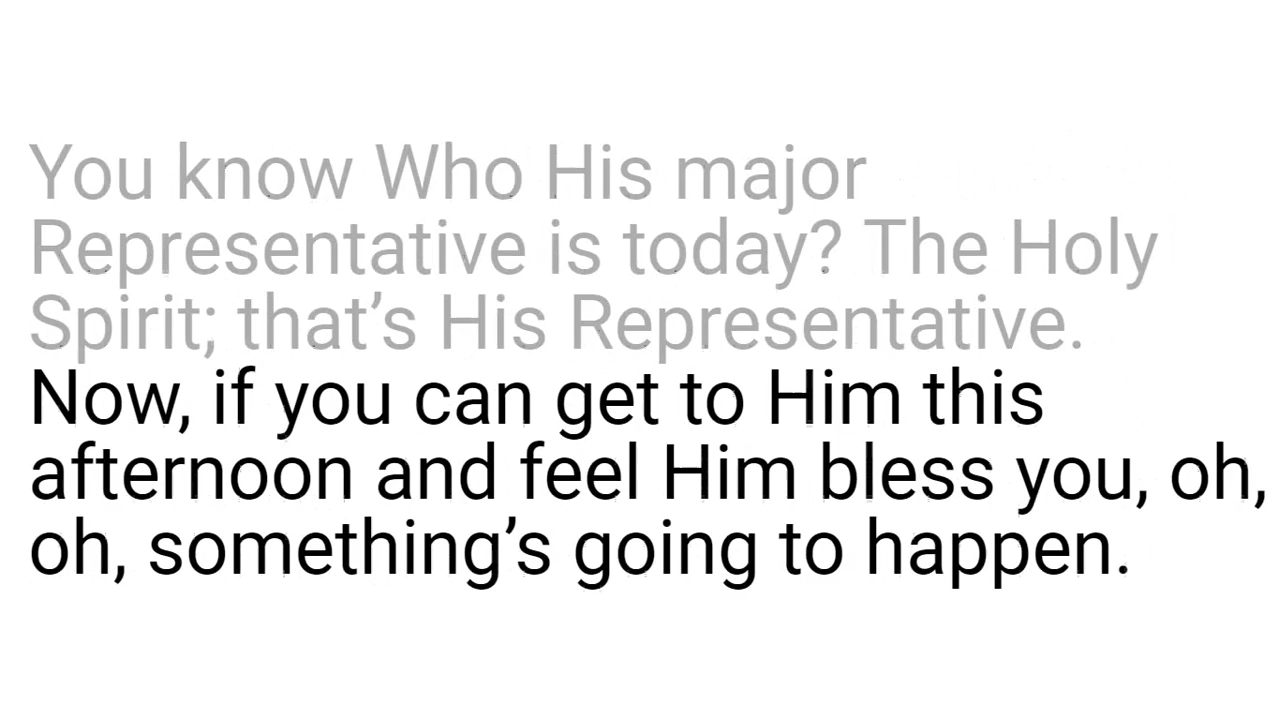 You know Who His major
Representative is today? The Holy
Spirit; that’s His Representative.
Now, if you can get to Him this
afternoon and feel Him bless you, oh,
oh, something’s going to happen.